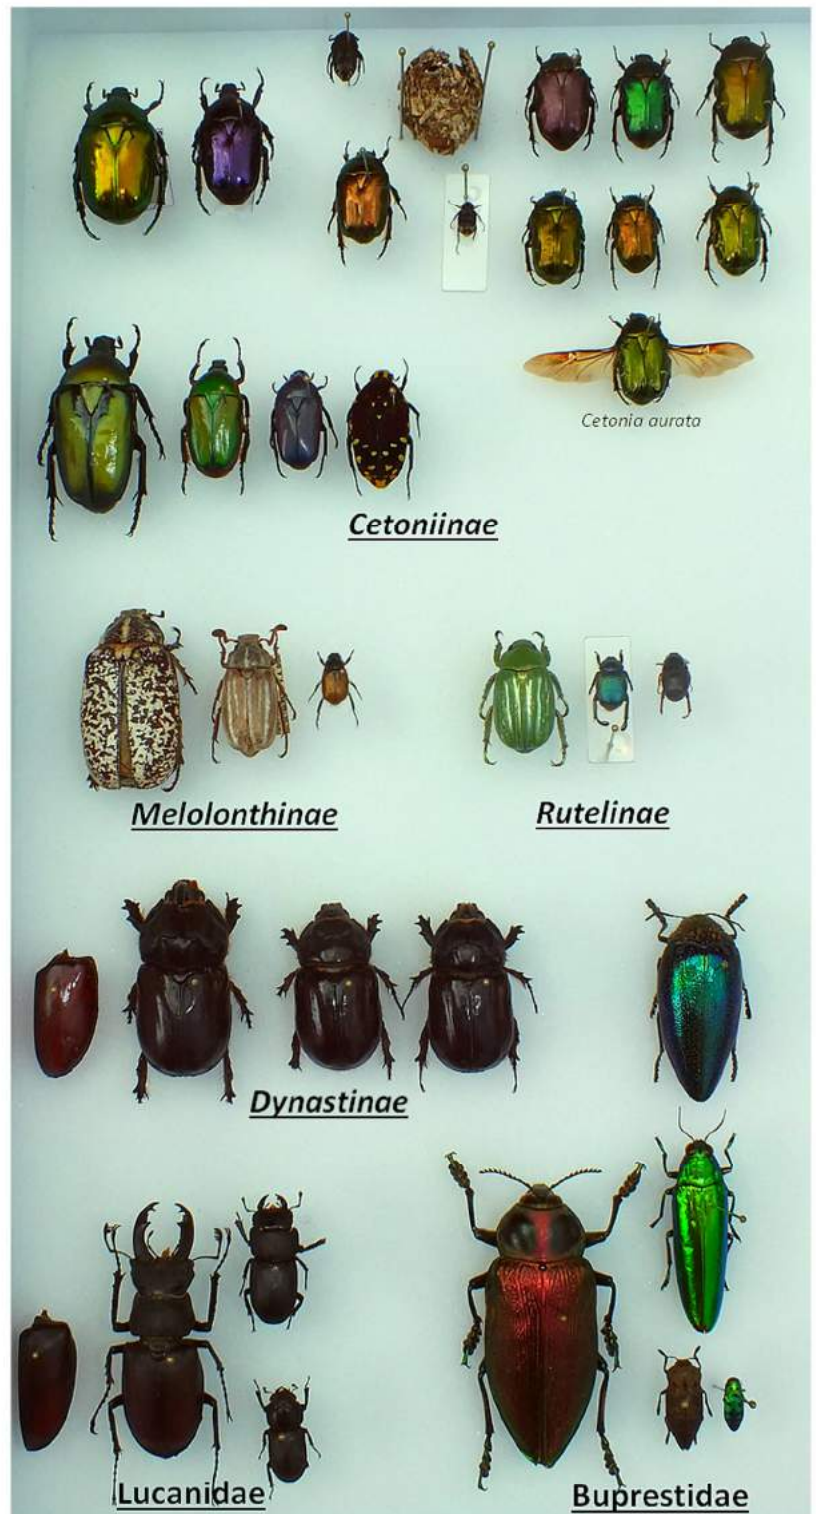 Cetonia aurata
Cetoniinae
Melolonthinae
Rutelinae
Dynastinae
Lucanidae
Buprestidae